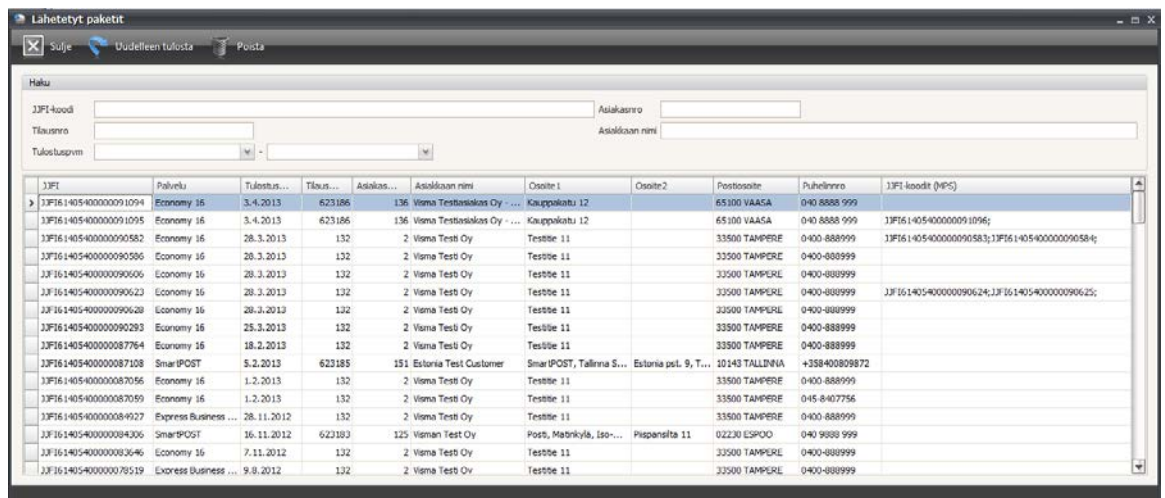 Lähetetyt paketit
Sulje Uudelleen tulosta Poista
Haku
JJFI-koodi Asiakasnro
Tilausnro Asiakkaan nimi
Tulostuspvm -
JJFI Palvelu Tulostus... Tilaus... Asiakas... Asiakkaan nimi Osoite1 Osoite2 Postiosoite Puhelinnro JJFI-koodit (MPS)
JJFI61405400000091094 Economy 16 3.4.2013 623186 136 Visma Testiasiakas Oy - ... Kauppakatu 12 65100 VAASA 040 8888 999
JJFI61405400000091095 Economy 16 3.4.2013 623186 136 Visma Testiasiakas Oy - ... Kauppakatu 12 65100 VAASA 040 8888 999 JJFI61405400000091096;
JJFI61405400000090582 Economy 16 28.3.2013 132 2 Visma Testi Oy Testitie 11 33500 TAMPERE 0400-888999 JJFI61405400000090583;JJFI61405400000090584;
JJFI61405400000090586 Economy 16 28.3.2013 132 2 Visma Testi Oy Testitie 11 33500 TAMPERE 0400-888999
JJFI61405400000090606 Economy 16 28.3.2013 132 2 Visma Testi Oy Testitie 11 33500 TAMPERE 0400-888999
JJFI61405400000090623 Economy 16 28.3.2013 132 2 Visma Testi Oy Testitie 11 33500 TAMPERE 0400-888999 JJFI61405400000090624;JJFI61405400000090625;
JJFI61405400000090628 Economy 16 28.3.2013 132 2 Visma Testi Oy Testitie 11 33500 TAMPERE 0400-888999
JJFI61405400000090293 Economy 16 25.3.2013 132 2 Visma Testi Oy Testitie 11 33500 TAMPERE 0400-888999
JJFI61405400000087764 Economy 16 18.2.2013 132 2 Visma Testi Oy Testitie 11 33500 TAMPERE 0400-888999
JJFI61405400000087108 SmartPOST 5.2.2013 623185 151 Estonia Test Customer SmartPOST, Tallinna S... Estonia pst. 9, T... 10143 TALLINNA +358400809872
JJFI61405400000087056 Economy 16 1.2.2013 132 2 Visma Testi Oy Testitie 11 33500 TAMPERE 0400-888999
JJFI61405400000087059 Economy 16 1.2.2013 132 2 Visma Testi Oy Testitie 11 33500 TAMPERE 045-8407756
JJFI61405400000084927 Express Business ... 28.11.2012 132 2 Visma Testi Oy Testitie 11 33500 TAMPERE 0400-888999
JJFI61405400000084306 SmartPOST 16.11.2012 623183 125 Visman Test Oy Posti, Matinkylä, Iso-... Piispansilta 11 02230 ESPOO 040 9888 999
JJFI61405400000083646 Economy 16 7.11.2012 132 2 Visma Testi Oy Testitie 11 33500 TAMPERE 0400-888999
JJFI61405400000078519 Express Business ... 9.8.2012 132 2 Visma Testi Oy Testitie 11 33500 TAMPERE 0400-888999